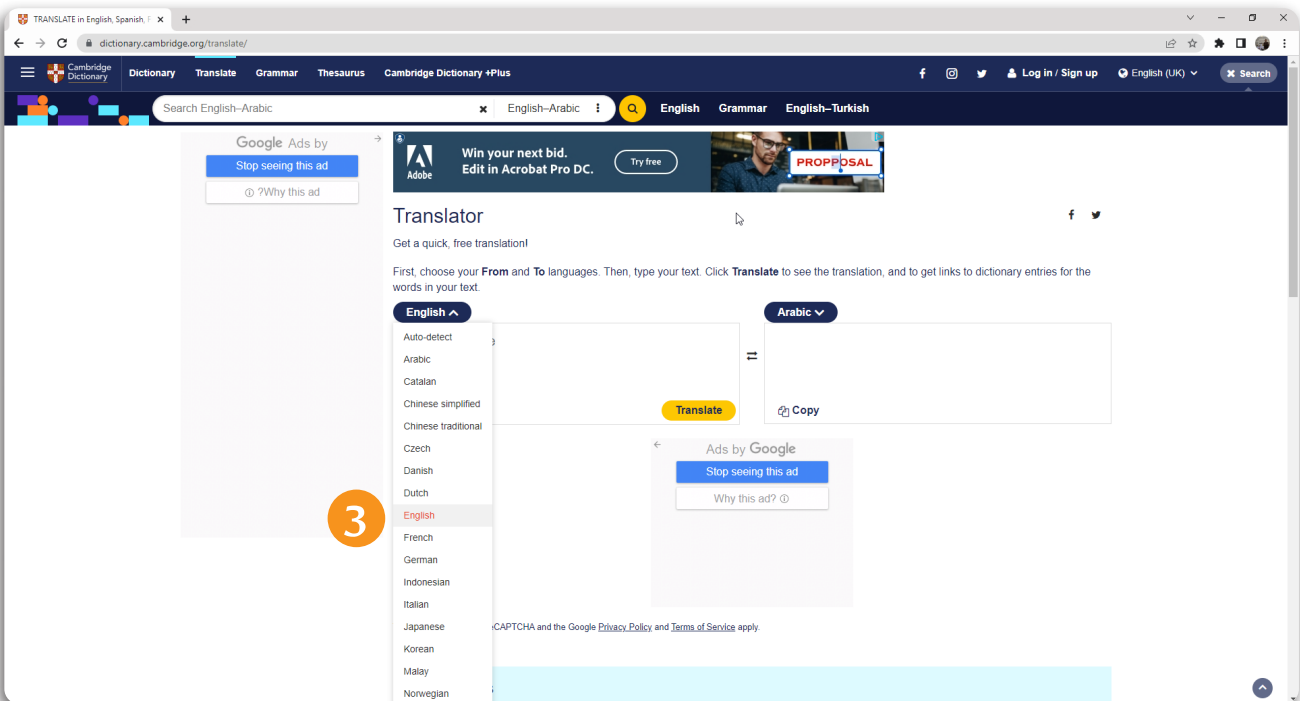 TRANSLATE in English, Spanish, F
dictionary.cambridge.org/translate/
Cambridge
Dictionary
Dictionary Translate Grammar Thesaurus Cambridge Dictionary +Plus Log in / Sign up English (UK) Search
Search English–Arabic English–Arabic English Grammar English–Turkish
Google Ads by
Stop seeing this ad
?Why this ad
Adobe
Win your next bid.
Edit in Acrobat Pro DC.
Try free
PROPPOSAL
Translator
Get a quick, free translation!
First, choose your From and To languages. Then, type your text. Click Translate to see the translation, and to get links to dictionary entries for the
words in your text.
English Arabic
Auto-detect
Arabic
Catalan
Chinese simplified
Chinese traditional
Czech
Danish
Dutch
3 English
French
German
Indonesian
Italian
Japanese
Korean
Malay
Norwegian
Translate Copy
Ads by Google
Stop seeing this ad
Why this ad?
CAPTCHA and the Google Privacy Policy and Terms of Service apply.